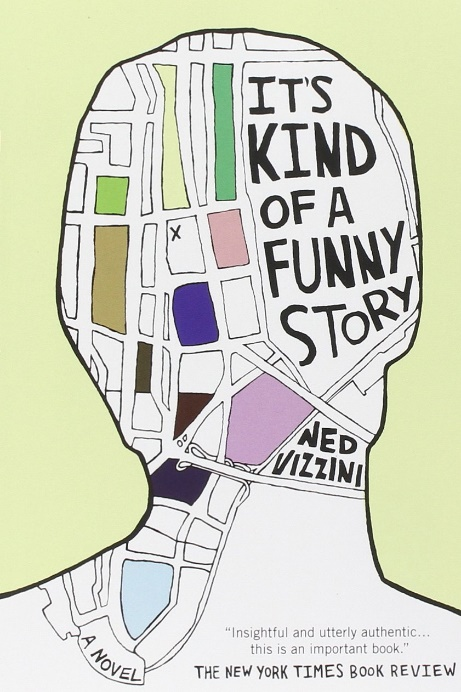 IT'S
KIND
OF A
FUNNY
STORY
X
NED
VIZZINI
A NOVEL
“Insightful and utterly authentic...
this is an important book.”
THE NEW YORK TIMES BOOK REVIEW